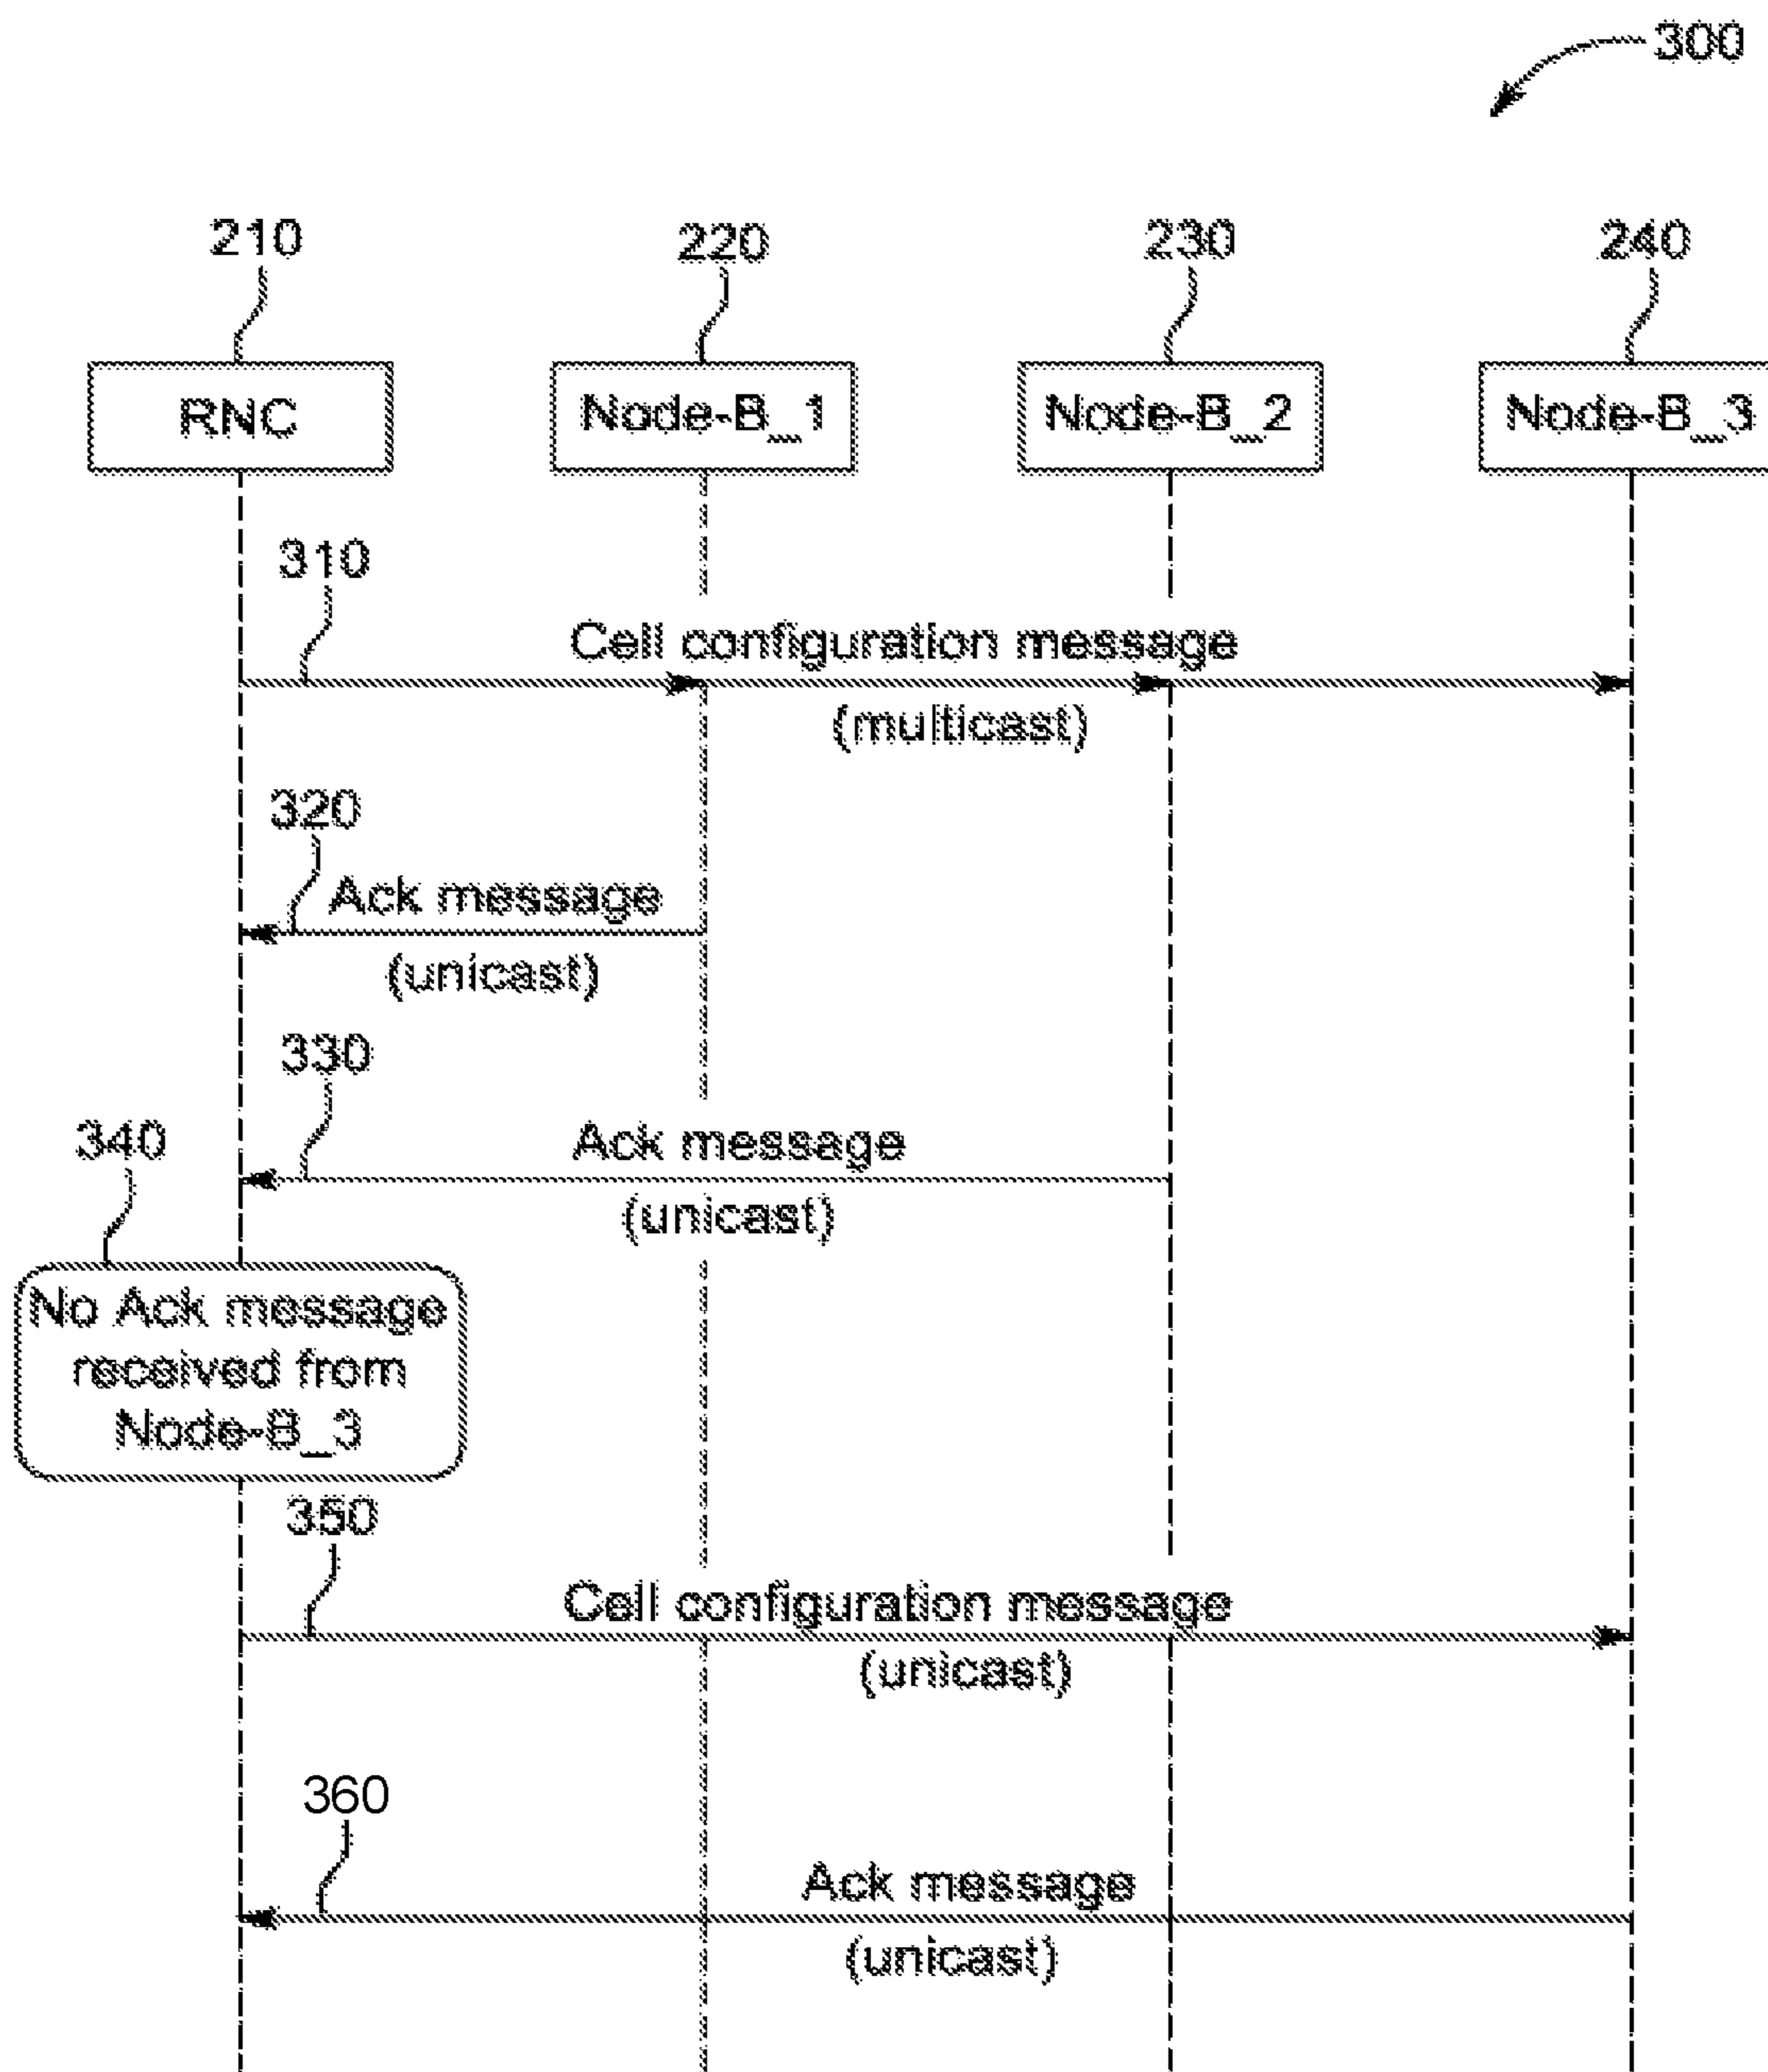 300
210
220
230
240
RNC
Node-B_1
Node-B_2
Node-B_3
310
Cell configuration message
(multicast)
320
Ack message
(unicast)
330
Ack message
(unicast)
340
No Ack message
received from
Node-B_3
350
Cell configuration message
(unicast)
360
Ack message
(unicast)